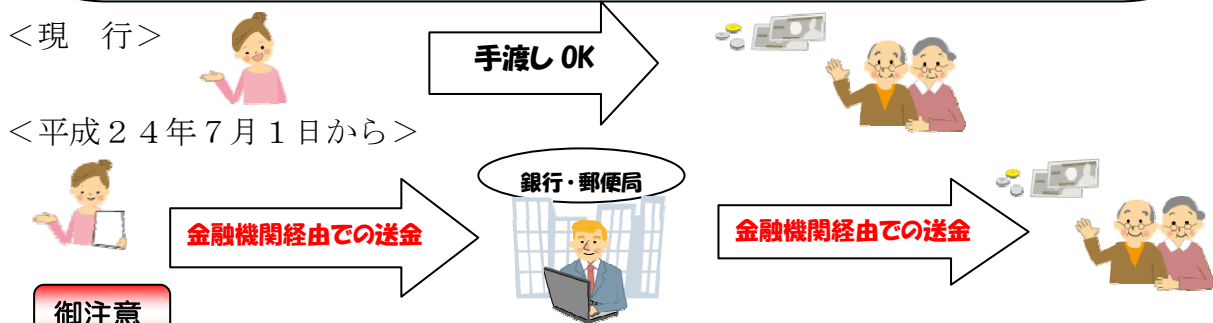 ＜現　行＞
手渡し OK
＜平成２４年７月１日から＞
銀行・郵便局
金融機関経由での送金
金融機関経由での送金
御注意